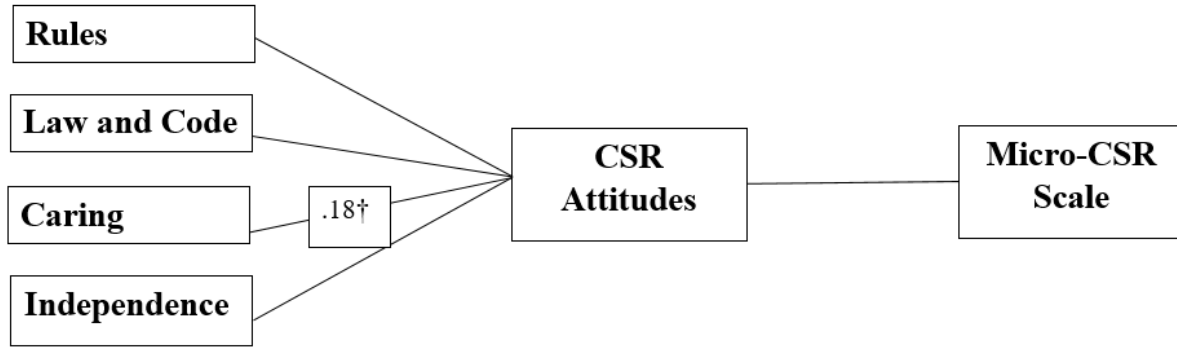 Rules
Law and Code
Caring
.18†
Independence
CSR
Attitudes
Micro-CSR
Scale